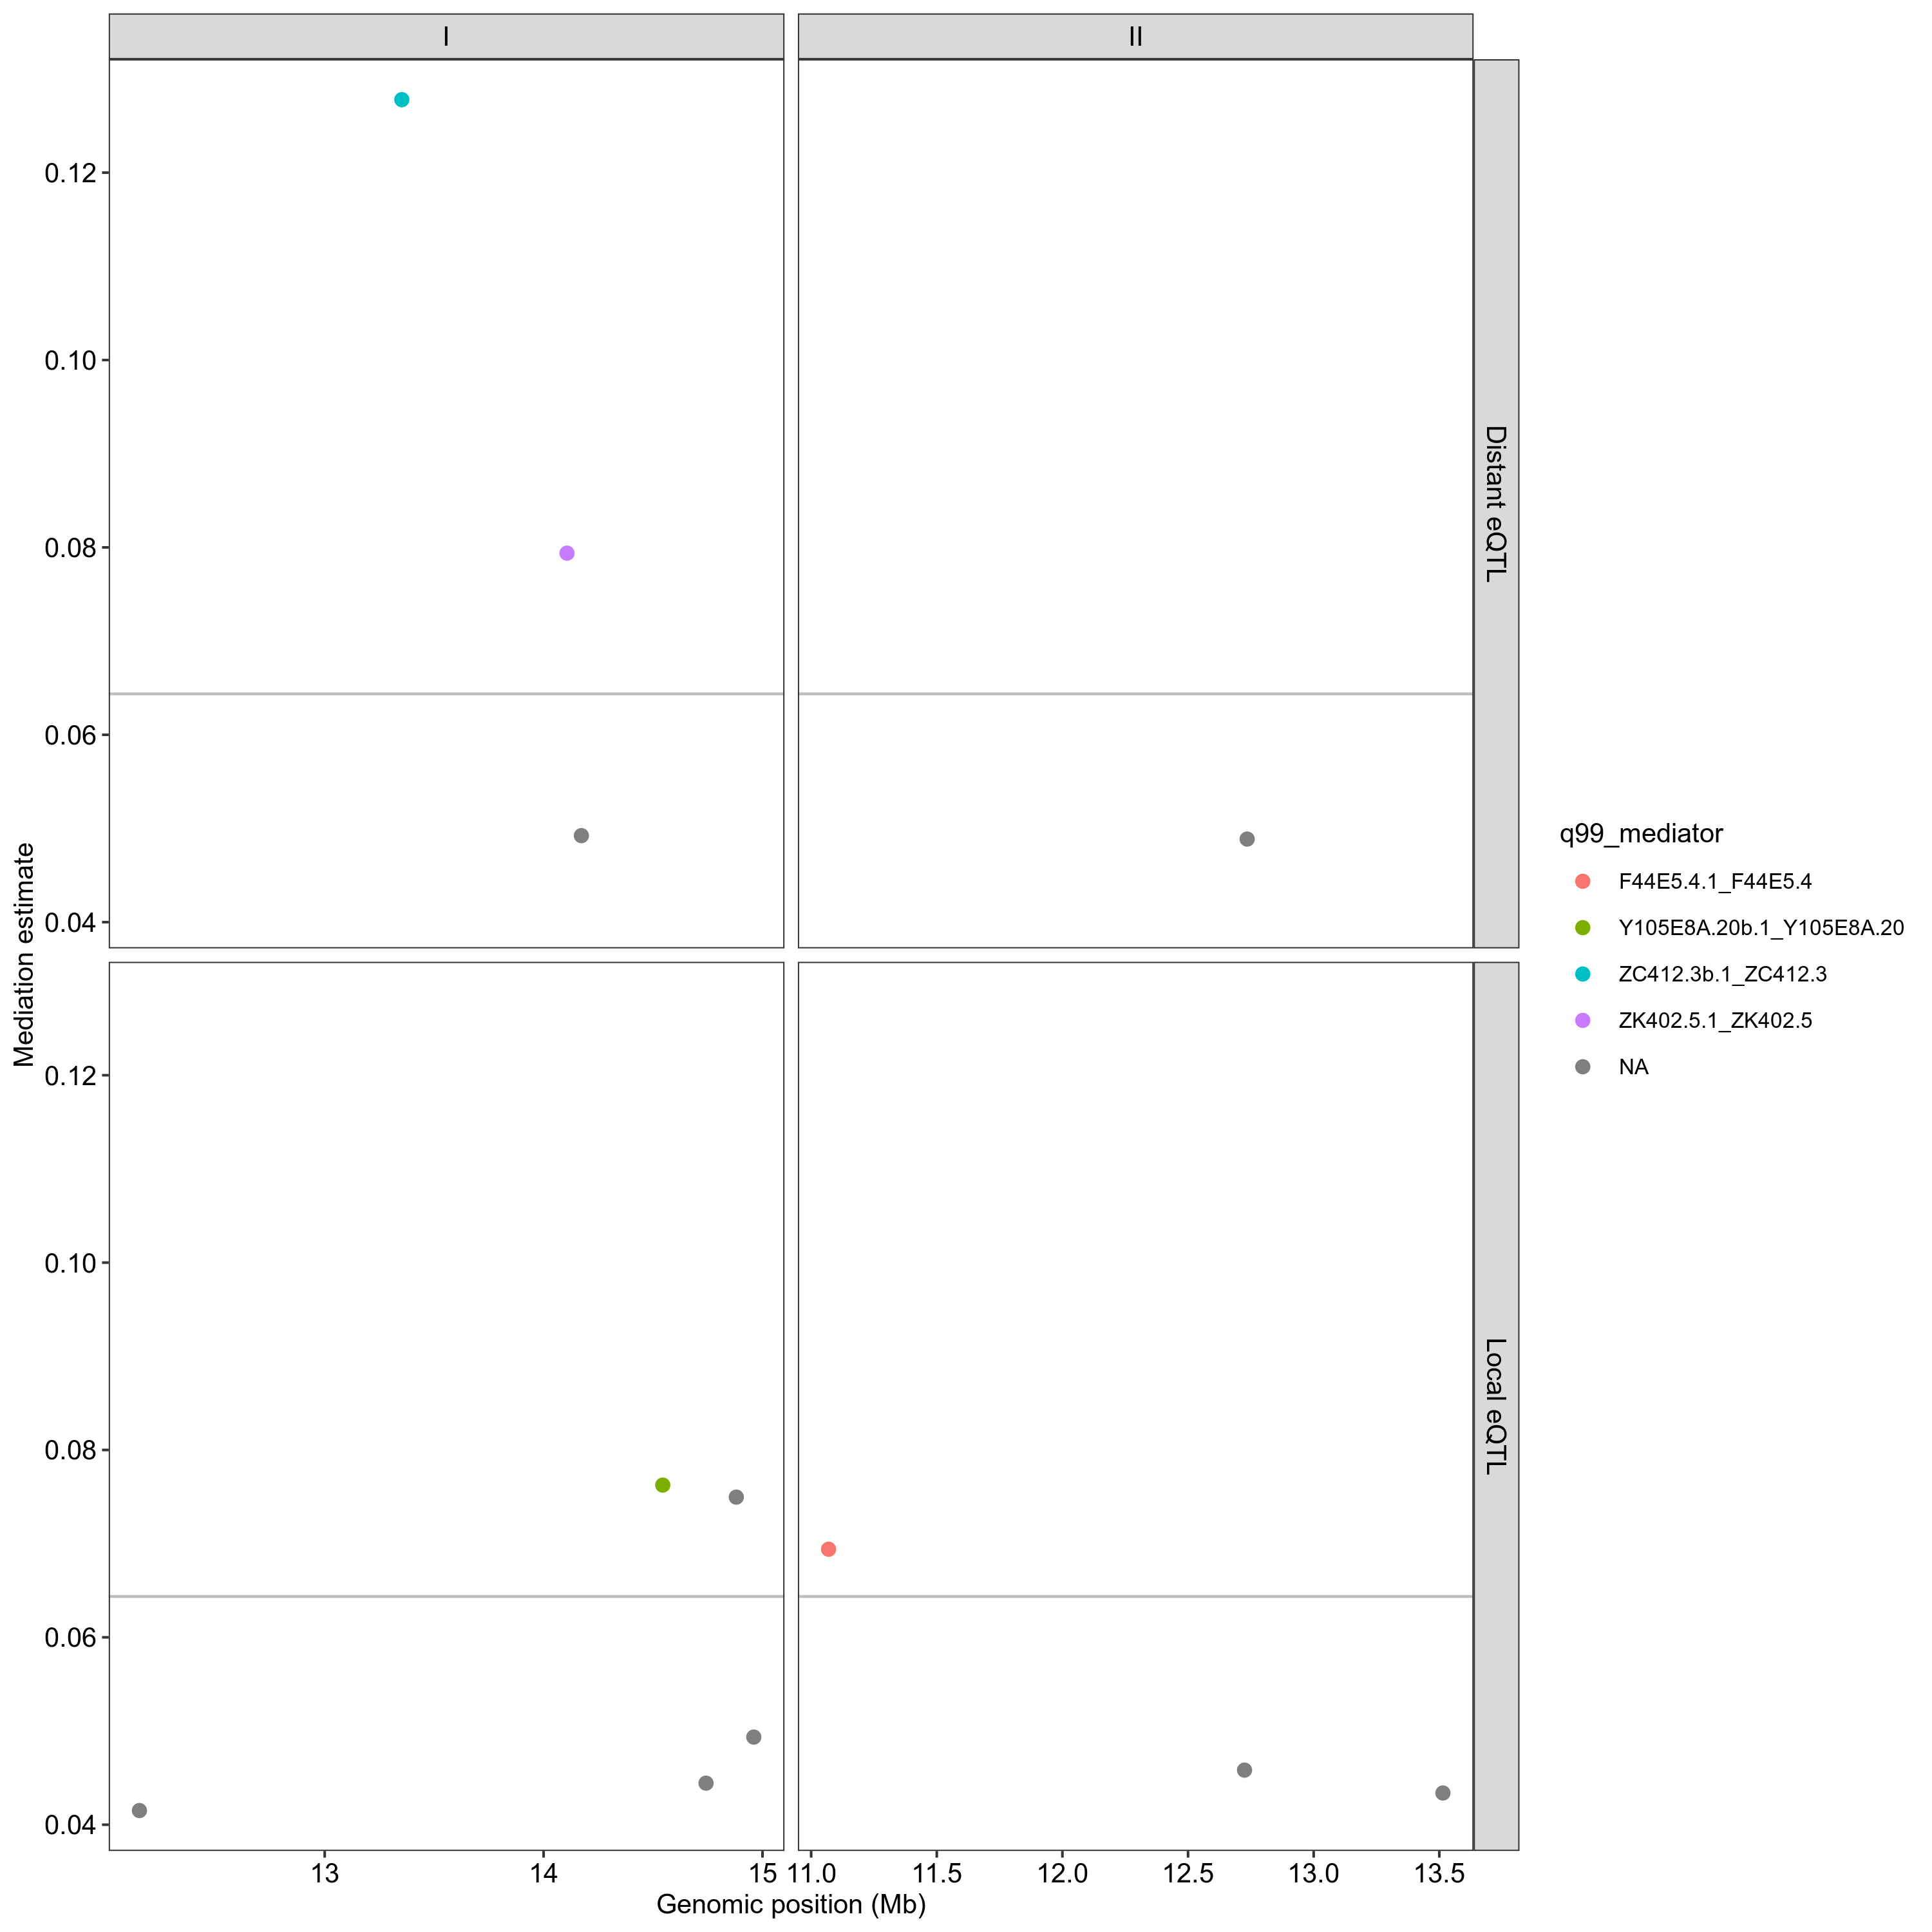 I
II
0.12
0.10
0.08
0.06
0.04
Distant eQTL
Mediation estimate
0.12
0.10
0.08
0.06
0.04
Local eQTL
13
14
15
11.0
11.5
12.0
12.5
13.0
13.5
Genomic position (Mb)
q99_mediator
F44E5.4.1_F44E5.4
Y105E8A.20b.1_Y105E8A.20
ZC412.3b.1_ZC412.3
ZK402.5.1_ZK402.5
NA